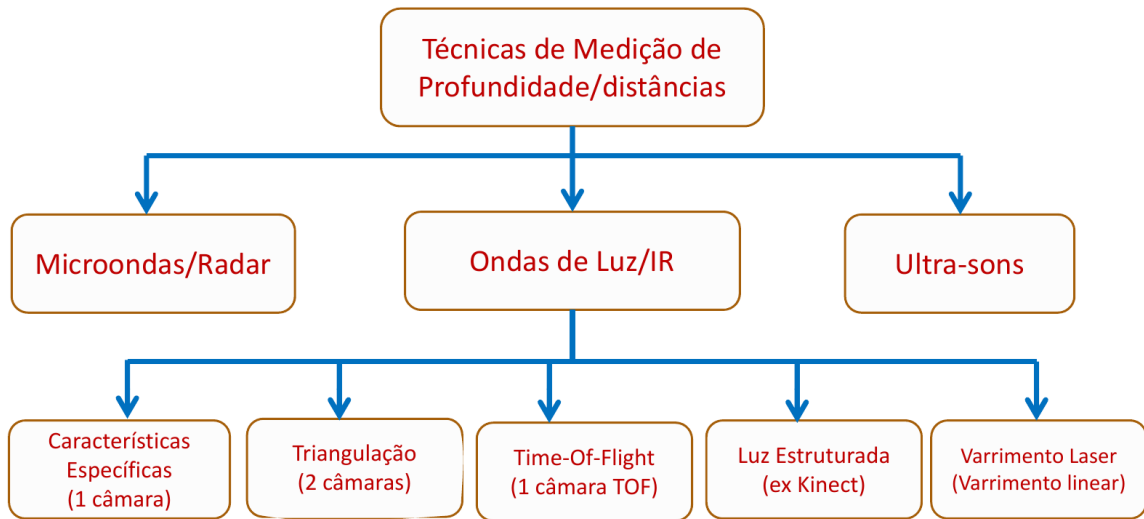 Técnicas de Medição de
Profundidade/distâncias
Microondas/Radar
Ondas de Luz/IR
Ultra-sons
Característícas
Específicas
(1 câmara)
Triangulação
(2 câmaras)
Time-Of-Flight
(1 câmara TOF)
Luz Estruturada
(ex Kinect)
Varrimento Laser
(Varrimento linear)